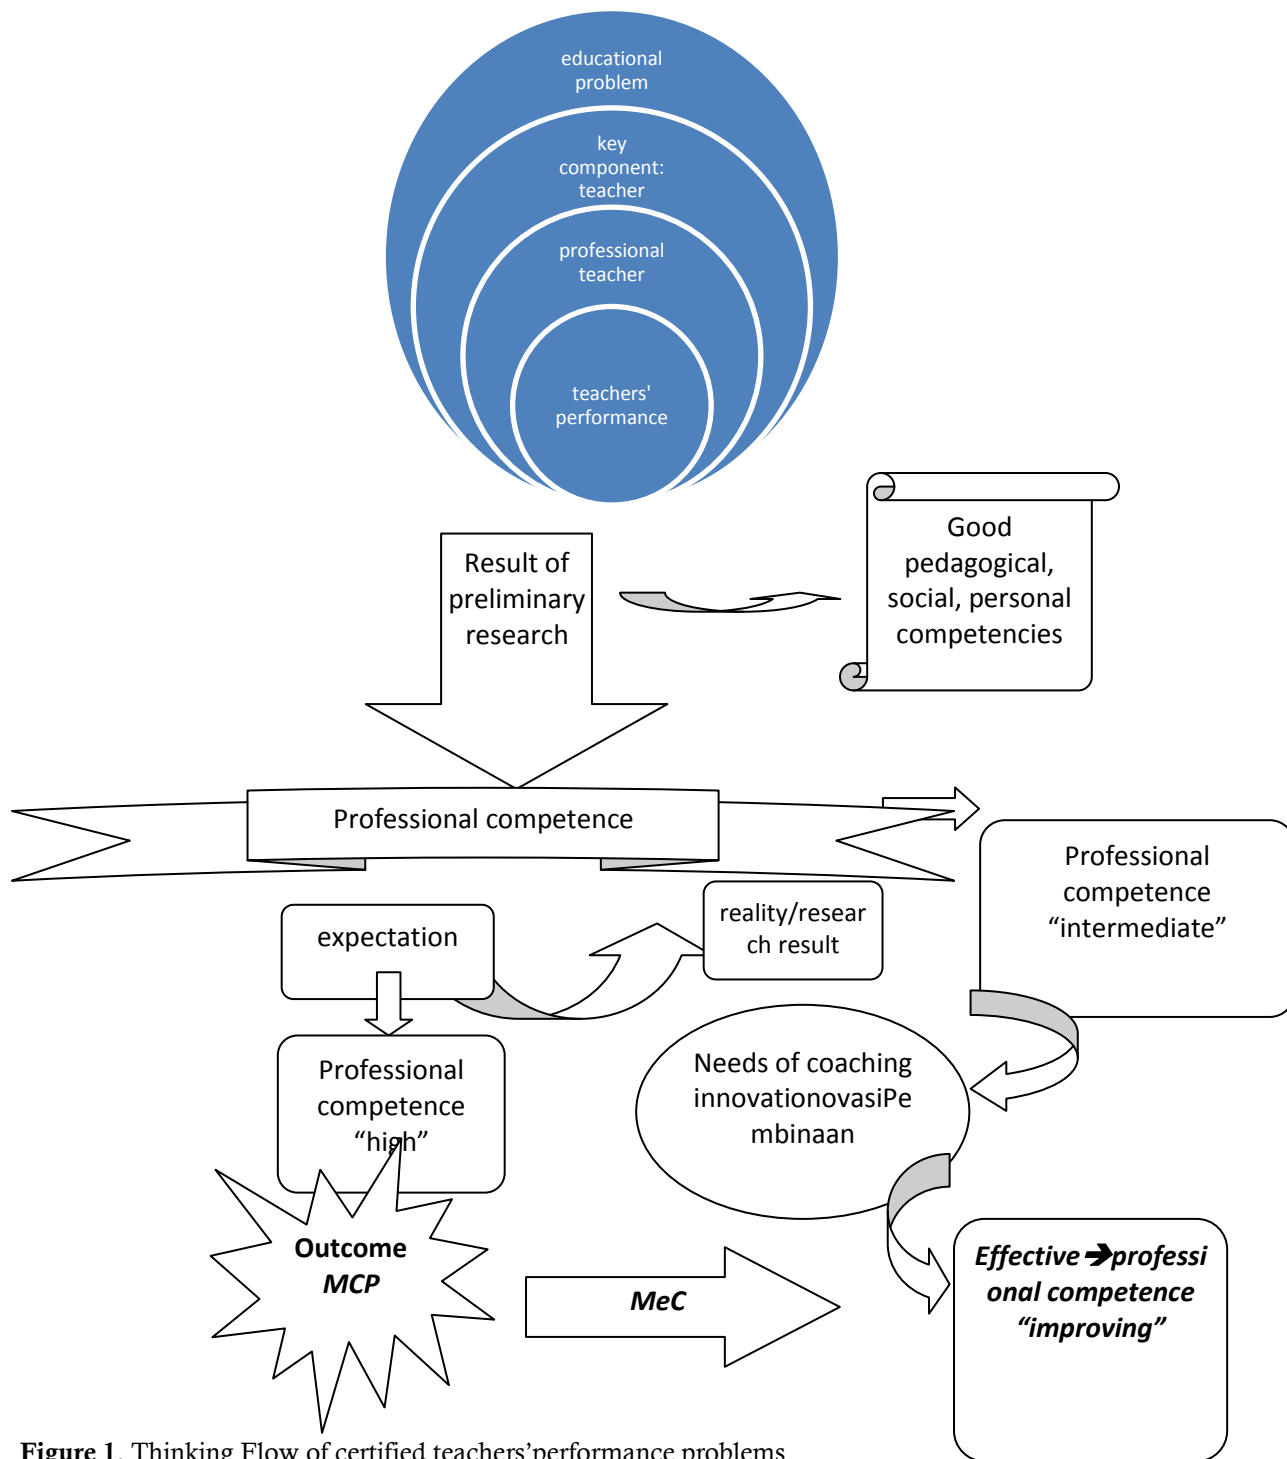 educational
problem
key
component:
teacher
professional
teacher
teachers'
performance
Result of
preliminary
research
Good
pedagogical,
social, personal
competencies
Professional competence
Professional
competence
“intermediate”
expectation
reality/resear
ch result
Professional
competence
“high”
Needs of coaching
innovationovasiPe
mbinaan
Outcome
MCP
MeC
Effective ➔professi
onal competence
“improving”
Figure 1. Thinking Flow of certified teachers’performance problems